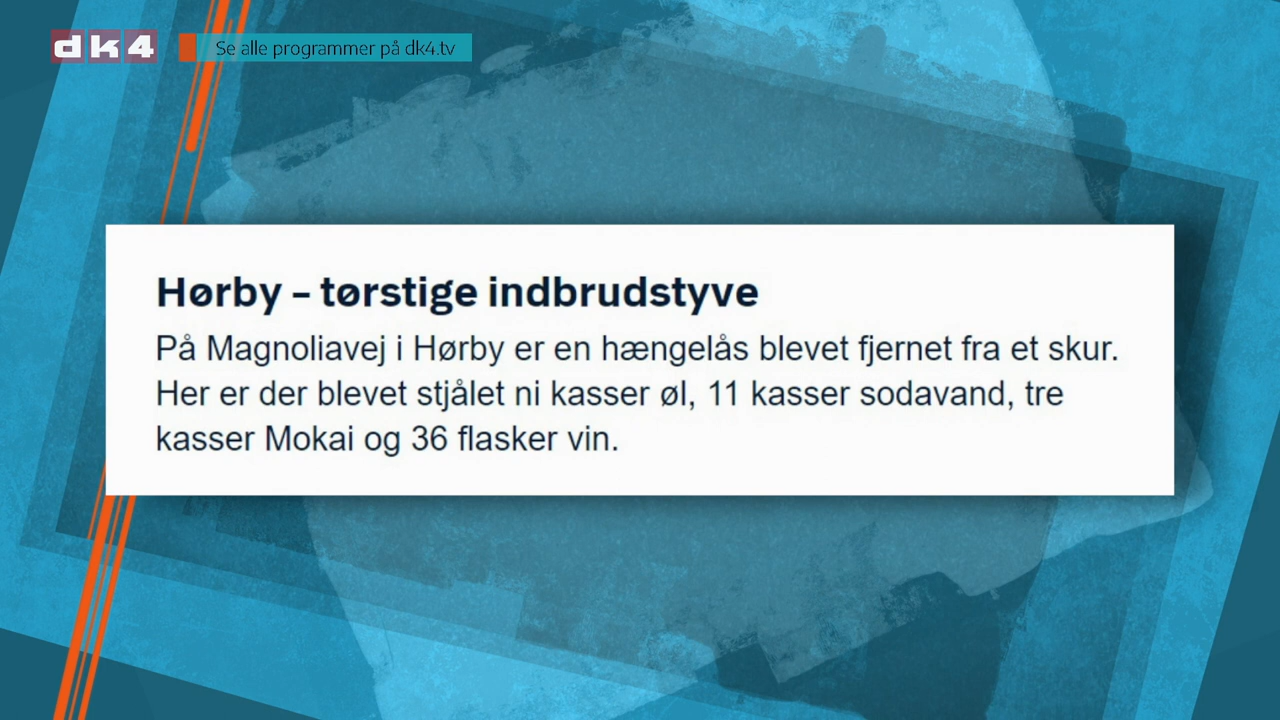 dk4
Se alle programmer på dk4.tv
Hørby – tørstige indbrudstyve
På Magnoliavej i Hørby er en hængelås blevet fjernet fra et skur.
Her er der blevet stjålet ni kasser øl, 11 kasser sodavand, tre
kasser Mokai og 36 flasker vin.